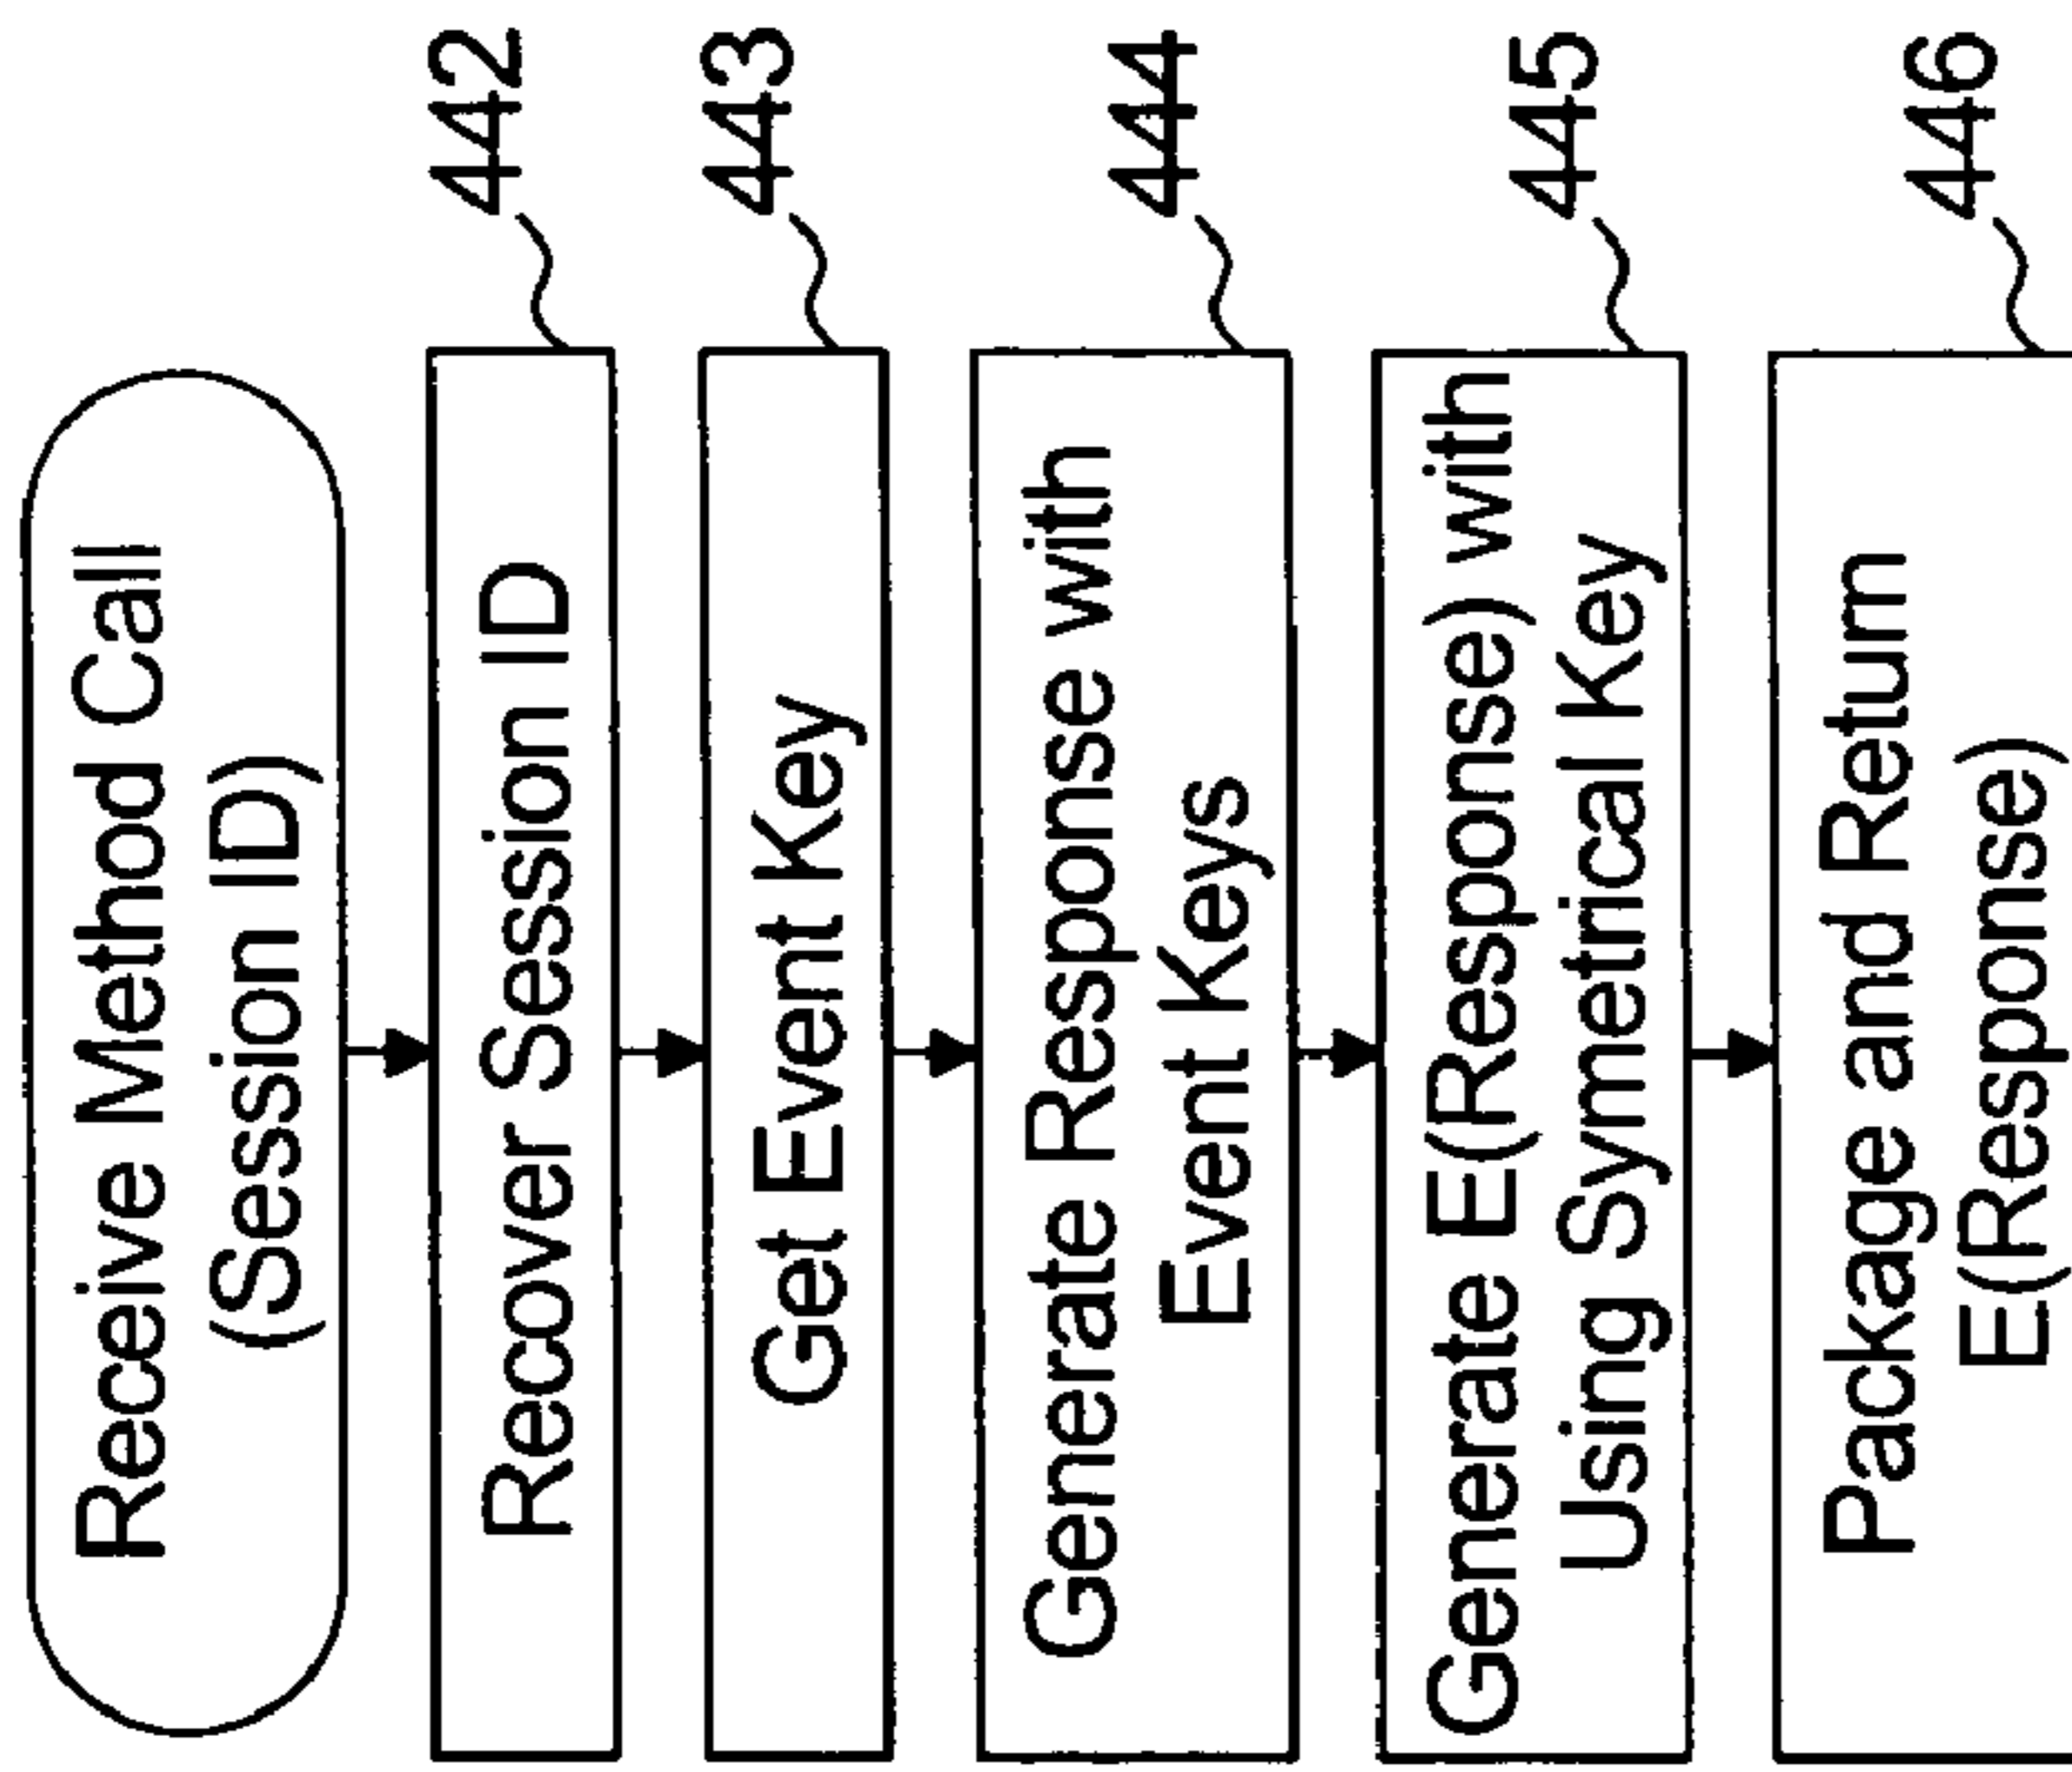 Receive Method Call
(Session ID)
442
Recover Session ID
443
Get Event Key
444
Generate Response with
Event Keys
445
Generate E(Response) with
Using Symetrical Key
446
Package and Return
E(Response)